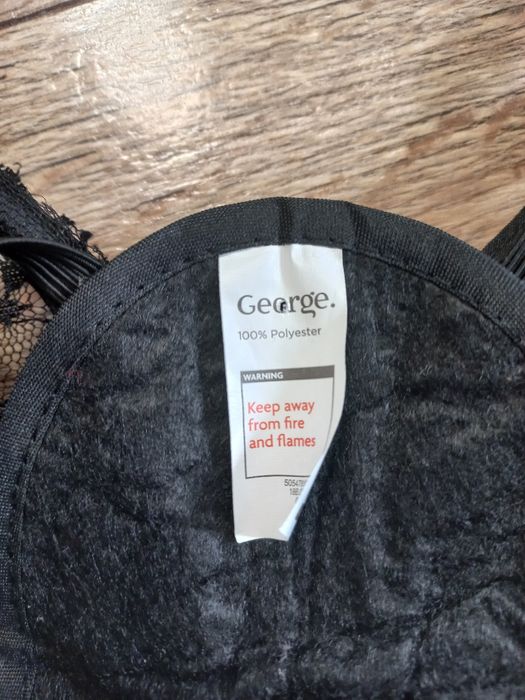 George.
100% Polyester
WARNING
Keep away
from fire
and flames